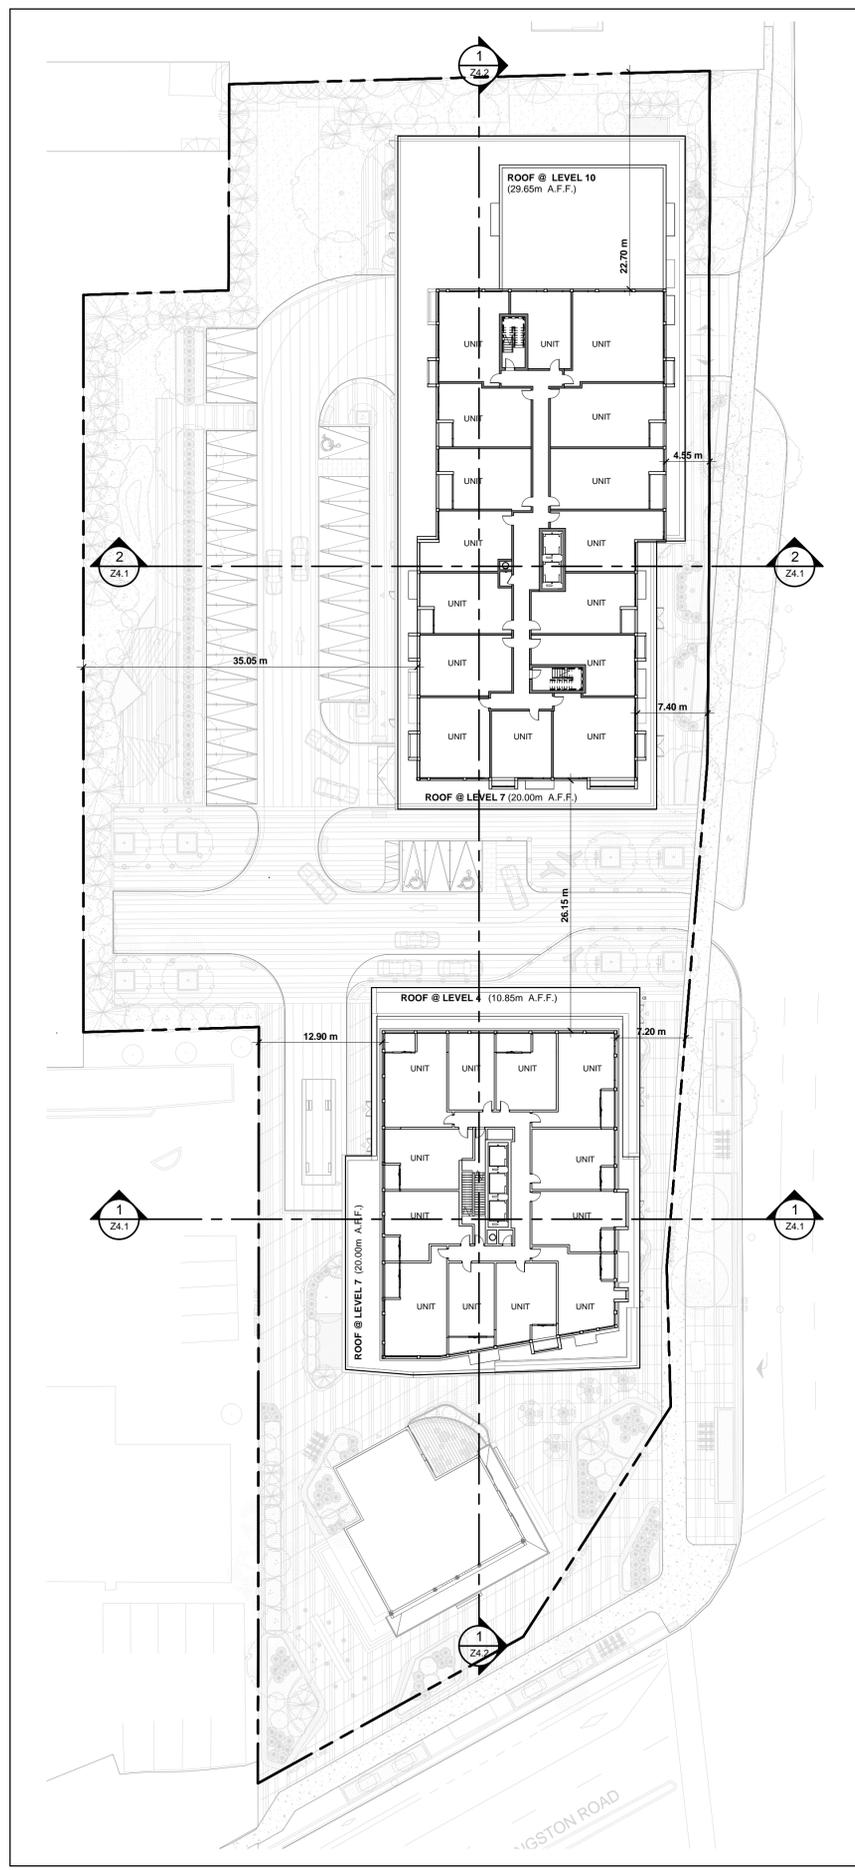 1
Z4.2
ROOF @ LEVEL 10
(29.65m A.F.F.)
22.70 m
UNIT
UNIT
UNIT
UNIT
UNIT
4.55 m
UNIT
UNIT
UNIT
UNIT
2
Z4.1
2
Z4.1
UNIT
UNIT
35.05 m
UNIT
UNIT
7.40 m
UNIT
UNIT
UNIT
ROOF @ LEVEL 7 (20.00m A.F.F.)
26.15 m
ROOF @ LEVEL 4 (10.85m A.F.F.)
12.90 m
7.20 m
UNIT
UNIT
UNIT
UNIT
UNIT
UNIT
1
Z4.1
UNIT
UNIT
1
Z4.1
ROOF @ LEVEL 7 (20.00m A.F.F.)
UNIT
UNIT
UNIT
UNIT
1
Z4.2
NGSTON ROAD